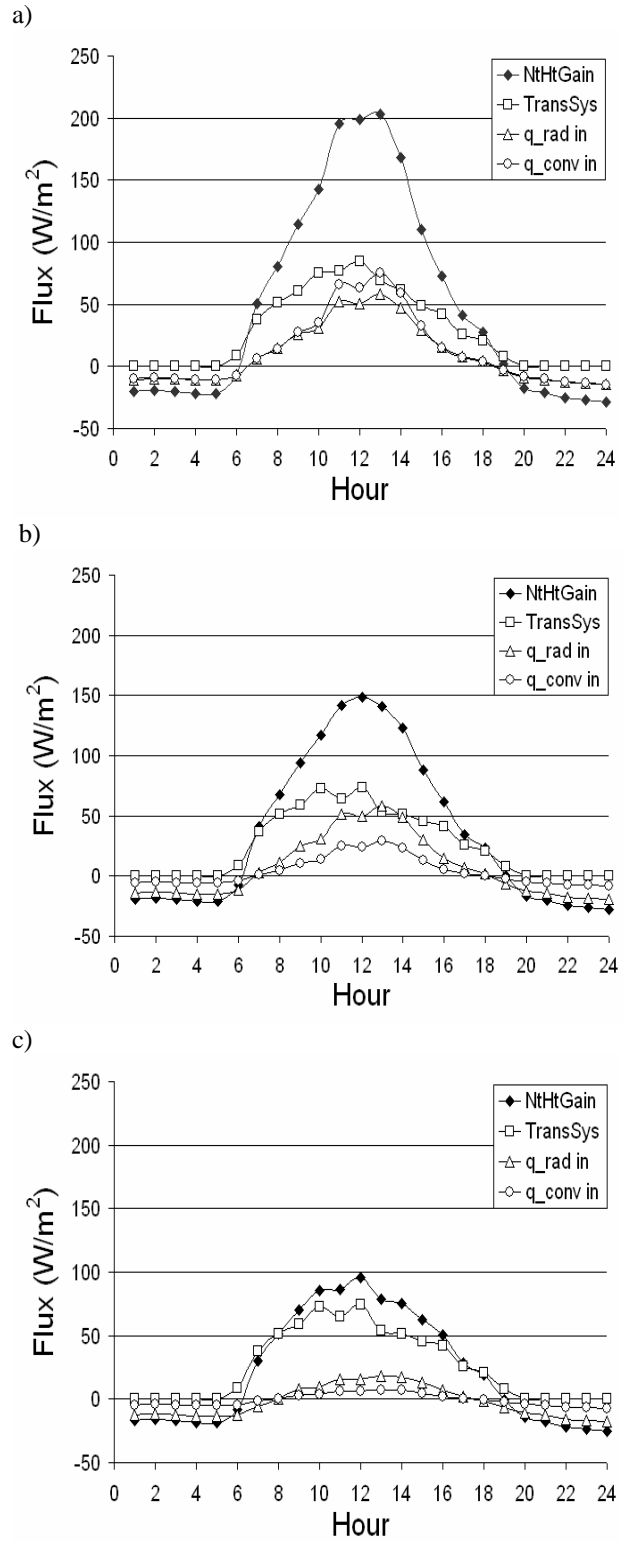 a)
250
200
150
100
50
0
-50
Flux (W/m²)
NtHtGain
TransSys
q_rad in
q_conv in
0 2 4 6 8 10 12 14 16 18 20 22 24
Hour
b)
250
200
150
100
50
0
-50
Flux (W/m²)
NtHtGain
TransSys
q_rad in
q_conv in
0 2 4 6 8 10 12 14 16 18 20 22 24
Hour
c)
250
200
150
100
50
0
-50
Flux (W/m²)
NtHtGain
TransSys
q_rad in
q_conv in
0 2 4 6 8 10 12 14 16 18 20 22 24
Hour